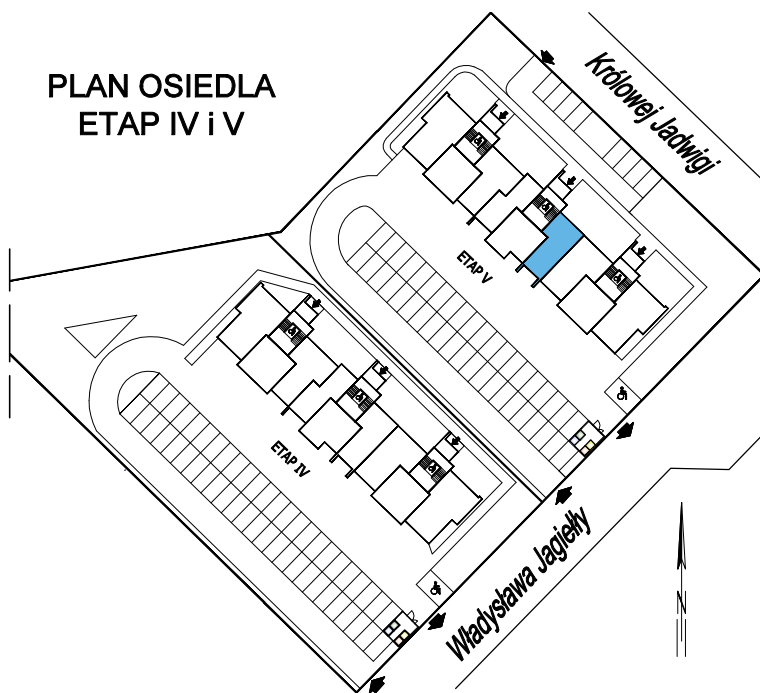 PLAN OSIEDLA
ETAP IV i V
Królowej Jadwigi
ETAP V
ETAP IV
Władysława Jagiełły
N